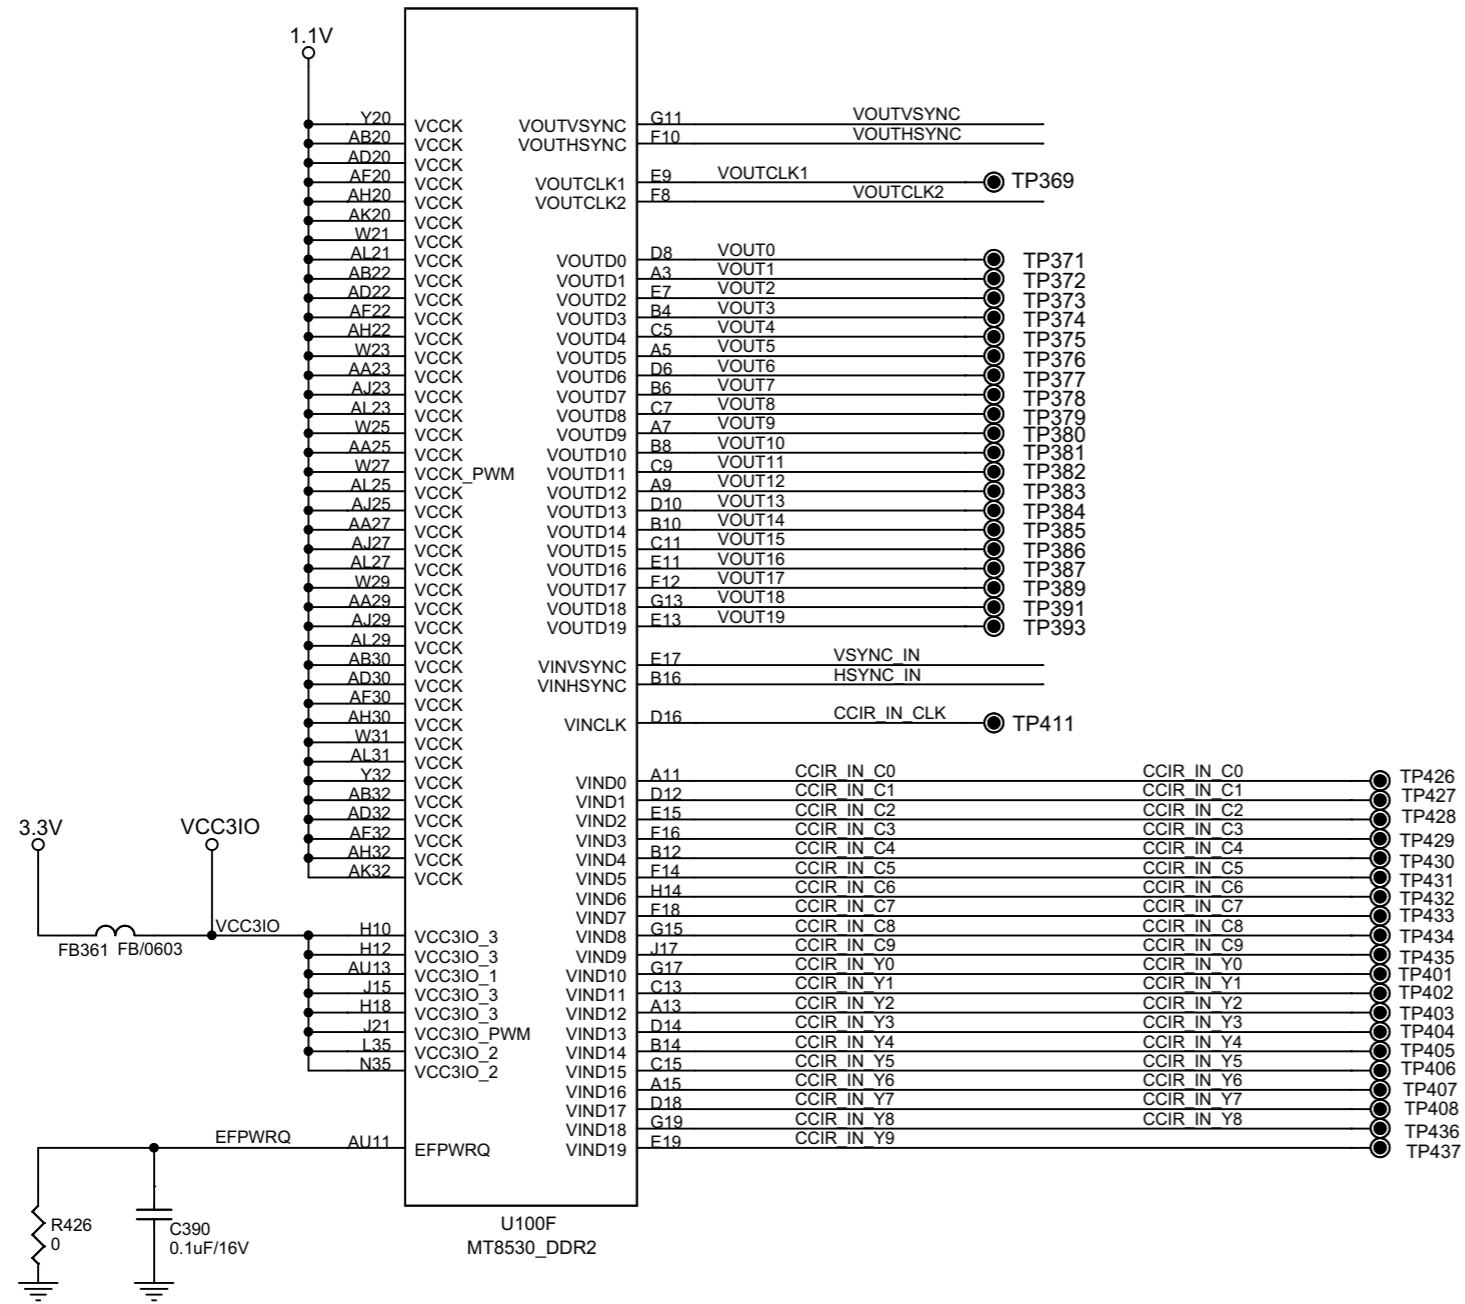 1.1V
Y20 VCCK VOUTVSYNC G11 VOUTVSYNC
AB20 VCCK VOUTHSYNC F10 VOUTHSYNC
AD20 VCCK
AF20 VCCK VOUTCLK1 E9 VOUTCLK1 TP369
AH20 VCCK VOUTCLK2 F8 VOUTCLK2
AK20 VCCK
W21 VCCK
AL21 VCCK VOUTD0 D8 VOUT0 TP371
AB22 VCCK VOUTD1 A3 VOUT1 TP372
AD22 VCCK VOUTD2 E7 VOUT2 TP373
AF22 VCCK VOUTD3 B4 VOUT3 TP374
AH22 VCCK VOUTD4 C5 VOUT4 TP375
W23 VCCK VOUTD5 A5 VOUT5 TP376
AA23 VCCK VOUTD6 D6 VOUT6 TP377
AJ23 VCCK VOUTD7 B6 VOUT7 TP378
AL23 VCCK VOUTD8 C7 VOUT8 TP379
W25 VCCK VOUTD9 A7 VOUT9 TP380
AA25 VCCK VOUTD10 B8 VOUT10 TP381
W27 VCCK_PWM VOUTD11 C9 VOUT11 TP382
AL25 VCCK VOUTD12 A9 VOUT12 TP383
AJ25 VCCK VOUTD13 D10 VOUT13 TP384
AA27 VCCK VOUTD14 B10 VOUT14 TP385
AJ27 VCCK VOUTD15 C11 VOUT15 TP386
AL27 VCCK VOUTD16 E11 VOUT16 TP387
W29 VCCK VOUTD17 F12 VOUT17 TP389
AA29 VCCK VOUTD18 G13 VOUT18 TP391
AJ29 VCCK VOUTD19 E13 VOUT19 TP393
AL29 VCCK
AB30 VCCK VINVSYNC E17 VSYNC_IN
AD30 VCCK VINHSYNC B16 HSYNC_IN
AF30 VCCK
AH30 VCCK VINCLK D16 CCIR_IN_CLK TP411
W31 VCCK
AL31 VCCK
Y32 VCCK VIND0 A11 CCIR_IN_C0 CCIR_IN_C0 TP426
AB32 VCCK VIND1 D12 CCIR_IN_C1 CCIR_IN_C1 TP427
AD32 VCCK VIND2 E15 CCIR_IN_C2 CCIR_IN_C2 TP428
3.3V VCC3IO AF32 VCCK VIND3 F16 CCIR_IN_C3 CCIR_IN_C3 TP429
AH32 VCCK VIND4 B12 CCIR_IN_C4 CCIR_IN_C4 TP430
AK32 VCCK VIND5 F14 CCIR_IN_C5 CCIR_IN_C5 TP431
VIND6 H14 CCIR_IN_C6 CCIR_IN_C6 TP432
VIND7 F18 CCIR_IN_C7 CCIR_IN_C7 TP433
VCC3IO H10 VCC3IO_3 VIND8 G15 CCIR_IN_C8 CCIR_IN_C8 TP434
FB361 FB/0603 H12 VCC3IO_3 VIND9 J17 CCIR_IN_C9 CCIR_IN_C9 TP435
AU13 VCC3IO_1 VIND10 G17 CCIR_IN_Y0 CCIR_IN_Y0 TP401
J15 VCC3IO_3 VIND11 C13 CCIR_IN_Y1 CCIR_IN_Y1 TP402
H18 VCC3IO_3 VIND12 A13 CCIR_IN_Y2 CCIR_IN_Y2 TP403
J21 VCC3IO_PWM VIND13 D14 CCIR_IN_Y3 CCIR_IN_Y3 TP404
L35 VCC3IO_2 VIND14 B14 CCIR_IN_Y4 CCIR_IN_Y4 TP405
N35 VCC3IO_2 VIND15 C15 CCIR_IN_Y5 CCIR_IN_Y5 TP406
VIND16 A15 CCIR_IN_Y6 CCIR_IN_Y6 TP407
VIND17 D18 CCIR_IN_Y7 CCIR_IN_Y7 TP408
VIND18 G19 CCIR_IN_Y8 CCIR_IN_Y8 TP436
EFPWRQ AU11 EFPWRQ VIND19 E19 CCIR_IN_Y9 TP437
R426
0
C390
0.1uF/16V
U100F
MT8530_DDR2